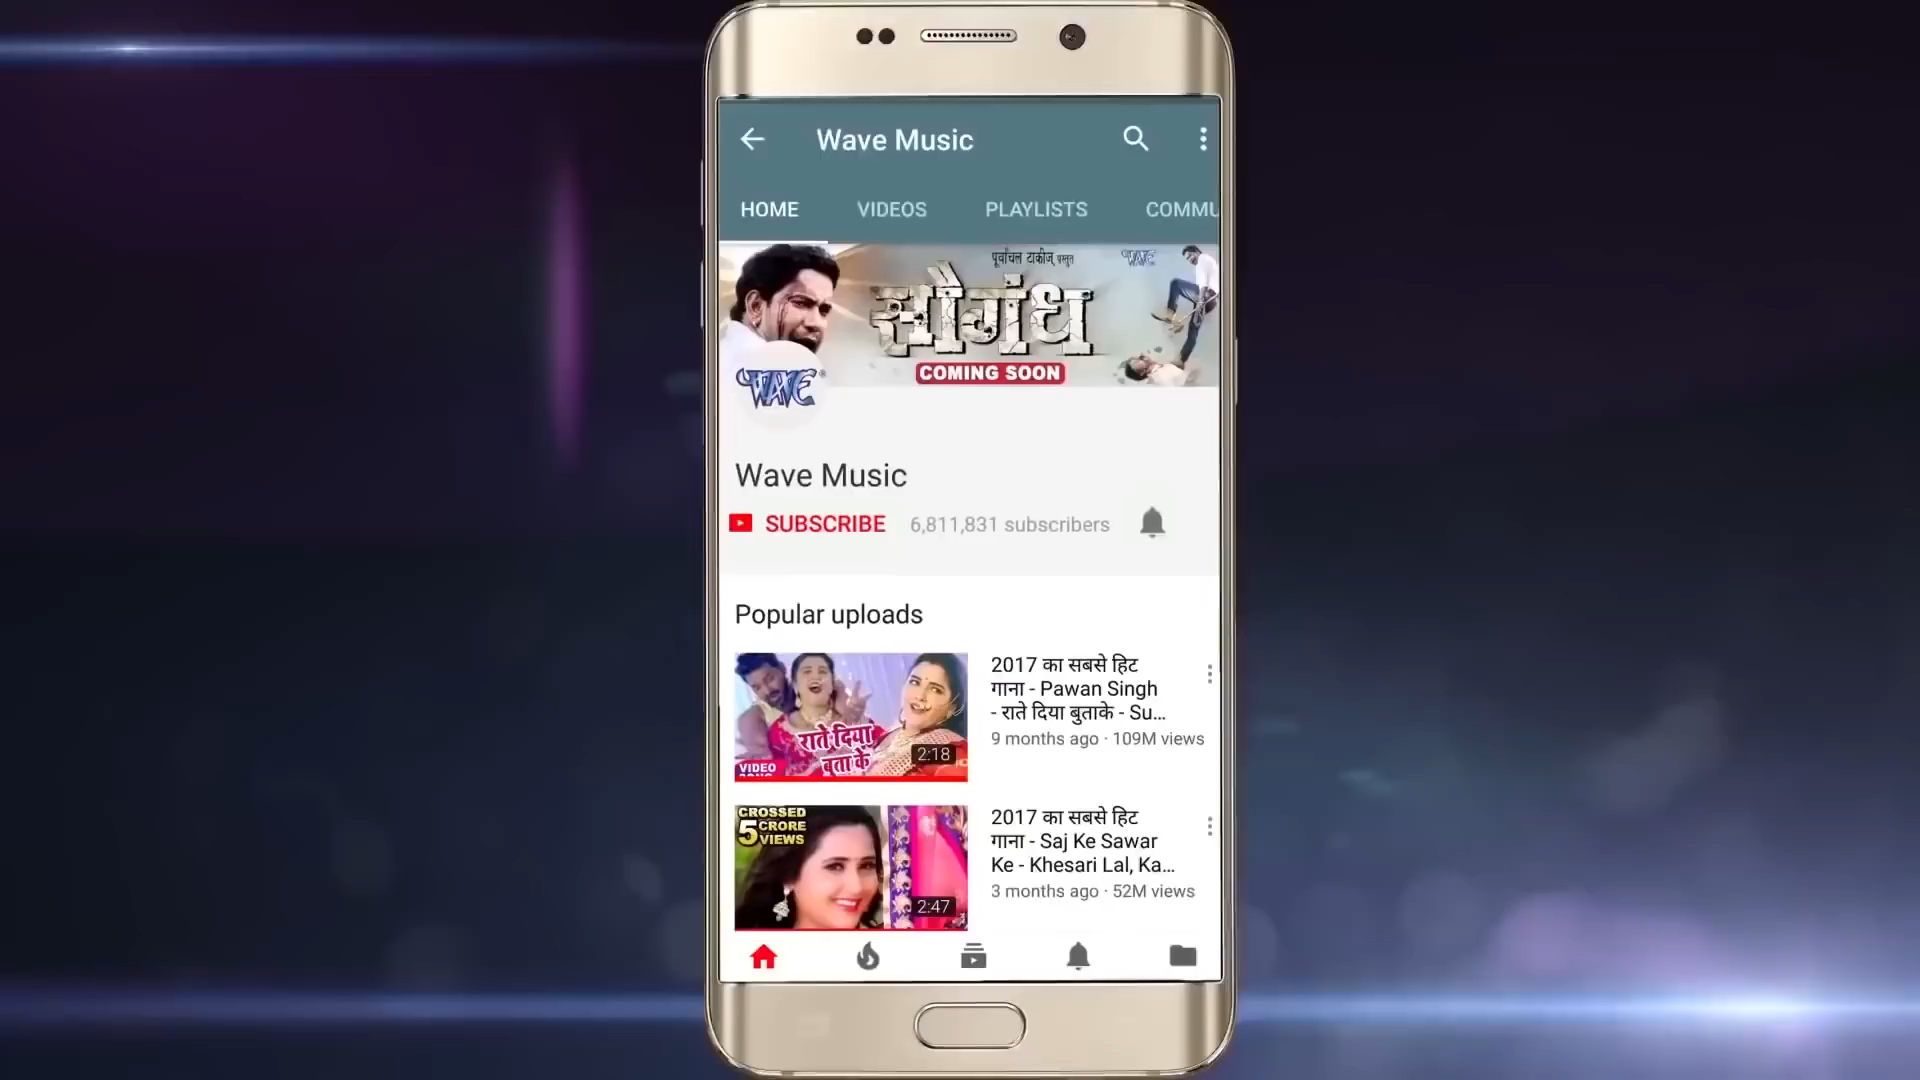 Wave Music
HOME VIDEOS PLAYLISTS COMMU
पूर्वांचल टाकीज् प्रस्तुत
WAVE
सौगंध
COMING SOON
WAVE
Wave Music
SUBSCRIBE 6,811,831 subscribers
Popular uploads
राते दिया
बुता के
VIDEO
SONG
2:18
2017 का सबसे हिट
गाना - Pawan Singh
- राते दिया बुताके - Su...
9 months ago · 109M views
CROSSED
5 CRORE
VIEWS
2:47
2017 का सबसे हिट
गाना - Saj Ke Sawar
Ke - Khesari Lal, Ka...
3 months ago · 52M views